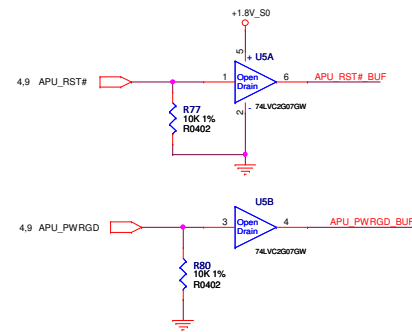 +1.8V_S0
5
+ U5A
4,9 APU_RST#
1
Open
Drain
6
APU_RST#_BUF
R77
10K 1%
R0402
2
-
74LVC2G07GW
U5B
4,9 APU_PWRGD
3
Open
Drain
4
APU_PWRGD_BUF
74LVC2G07GW
R80
10K 1%
R0402